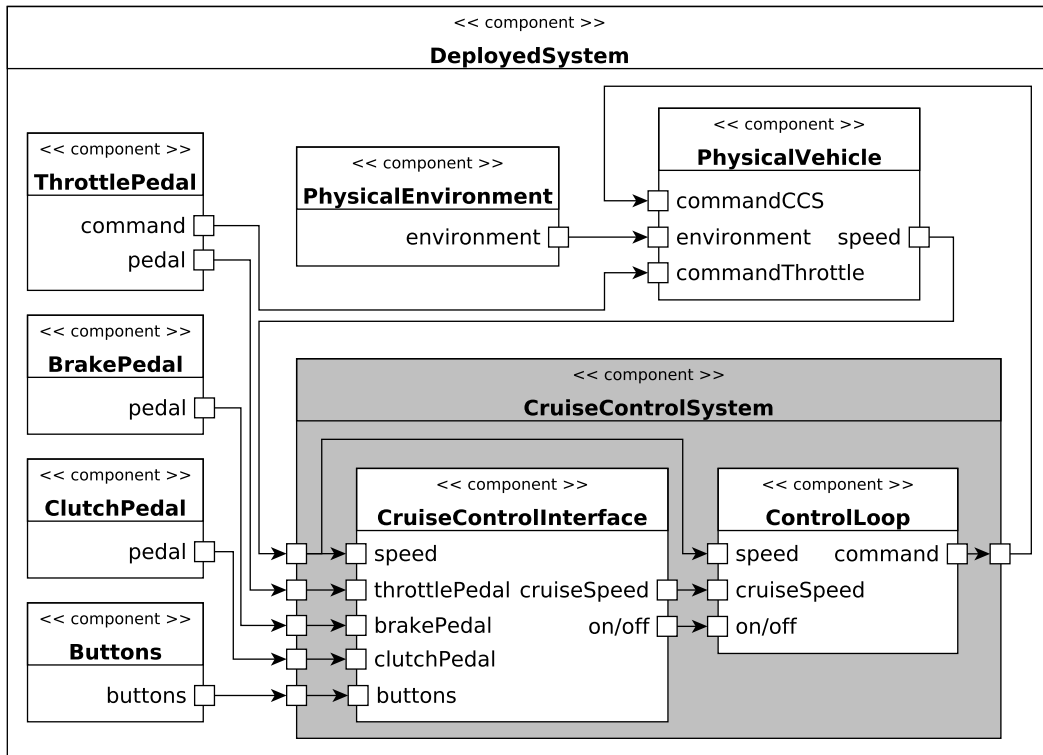 << component >>
DeployedSystem
<< component >>
ThrottlePedal
command
pedal
<< component >>
PhysicalEnvironment
environment
<< component >>
PhysicalVehicle
commandCCS
environment speed
commandThrottle
<< component >>
BrakePedal
pedal
<< component >>
ClutchPedal
pedal
<< component >>
Buttons
buttons
<< component >>
CruiseControlSystem
<< component >>
CruiseControlInterface
speed
throttlePedal cruiseSpeed
brakePedal on/off
clutchPedal
buttons
<< component >>
ControlLoop
speed command
cruiseSpeed
on/off